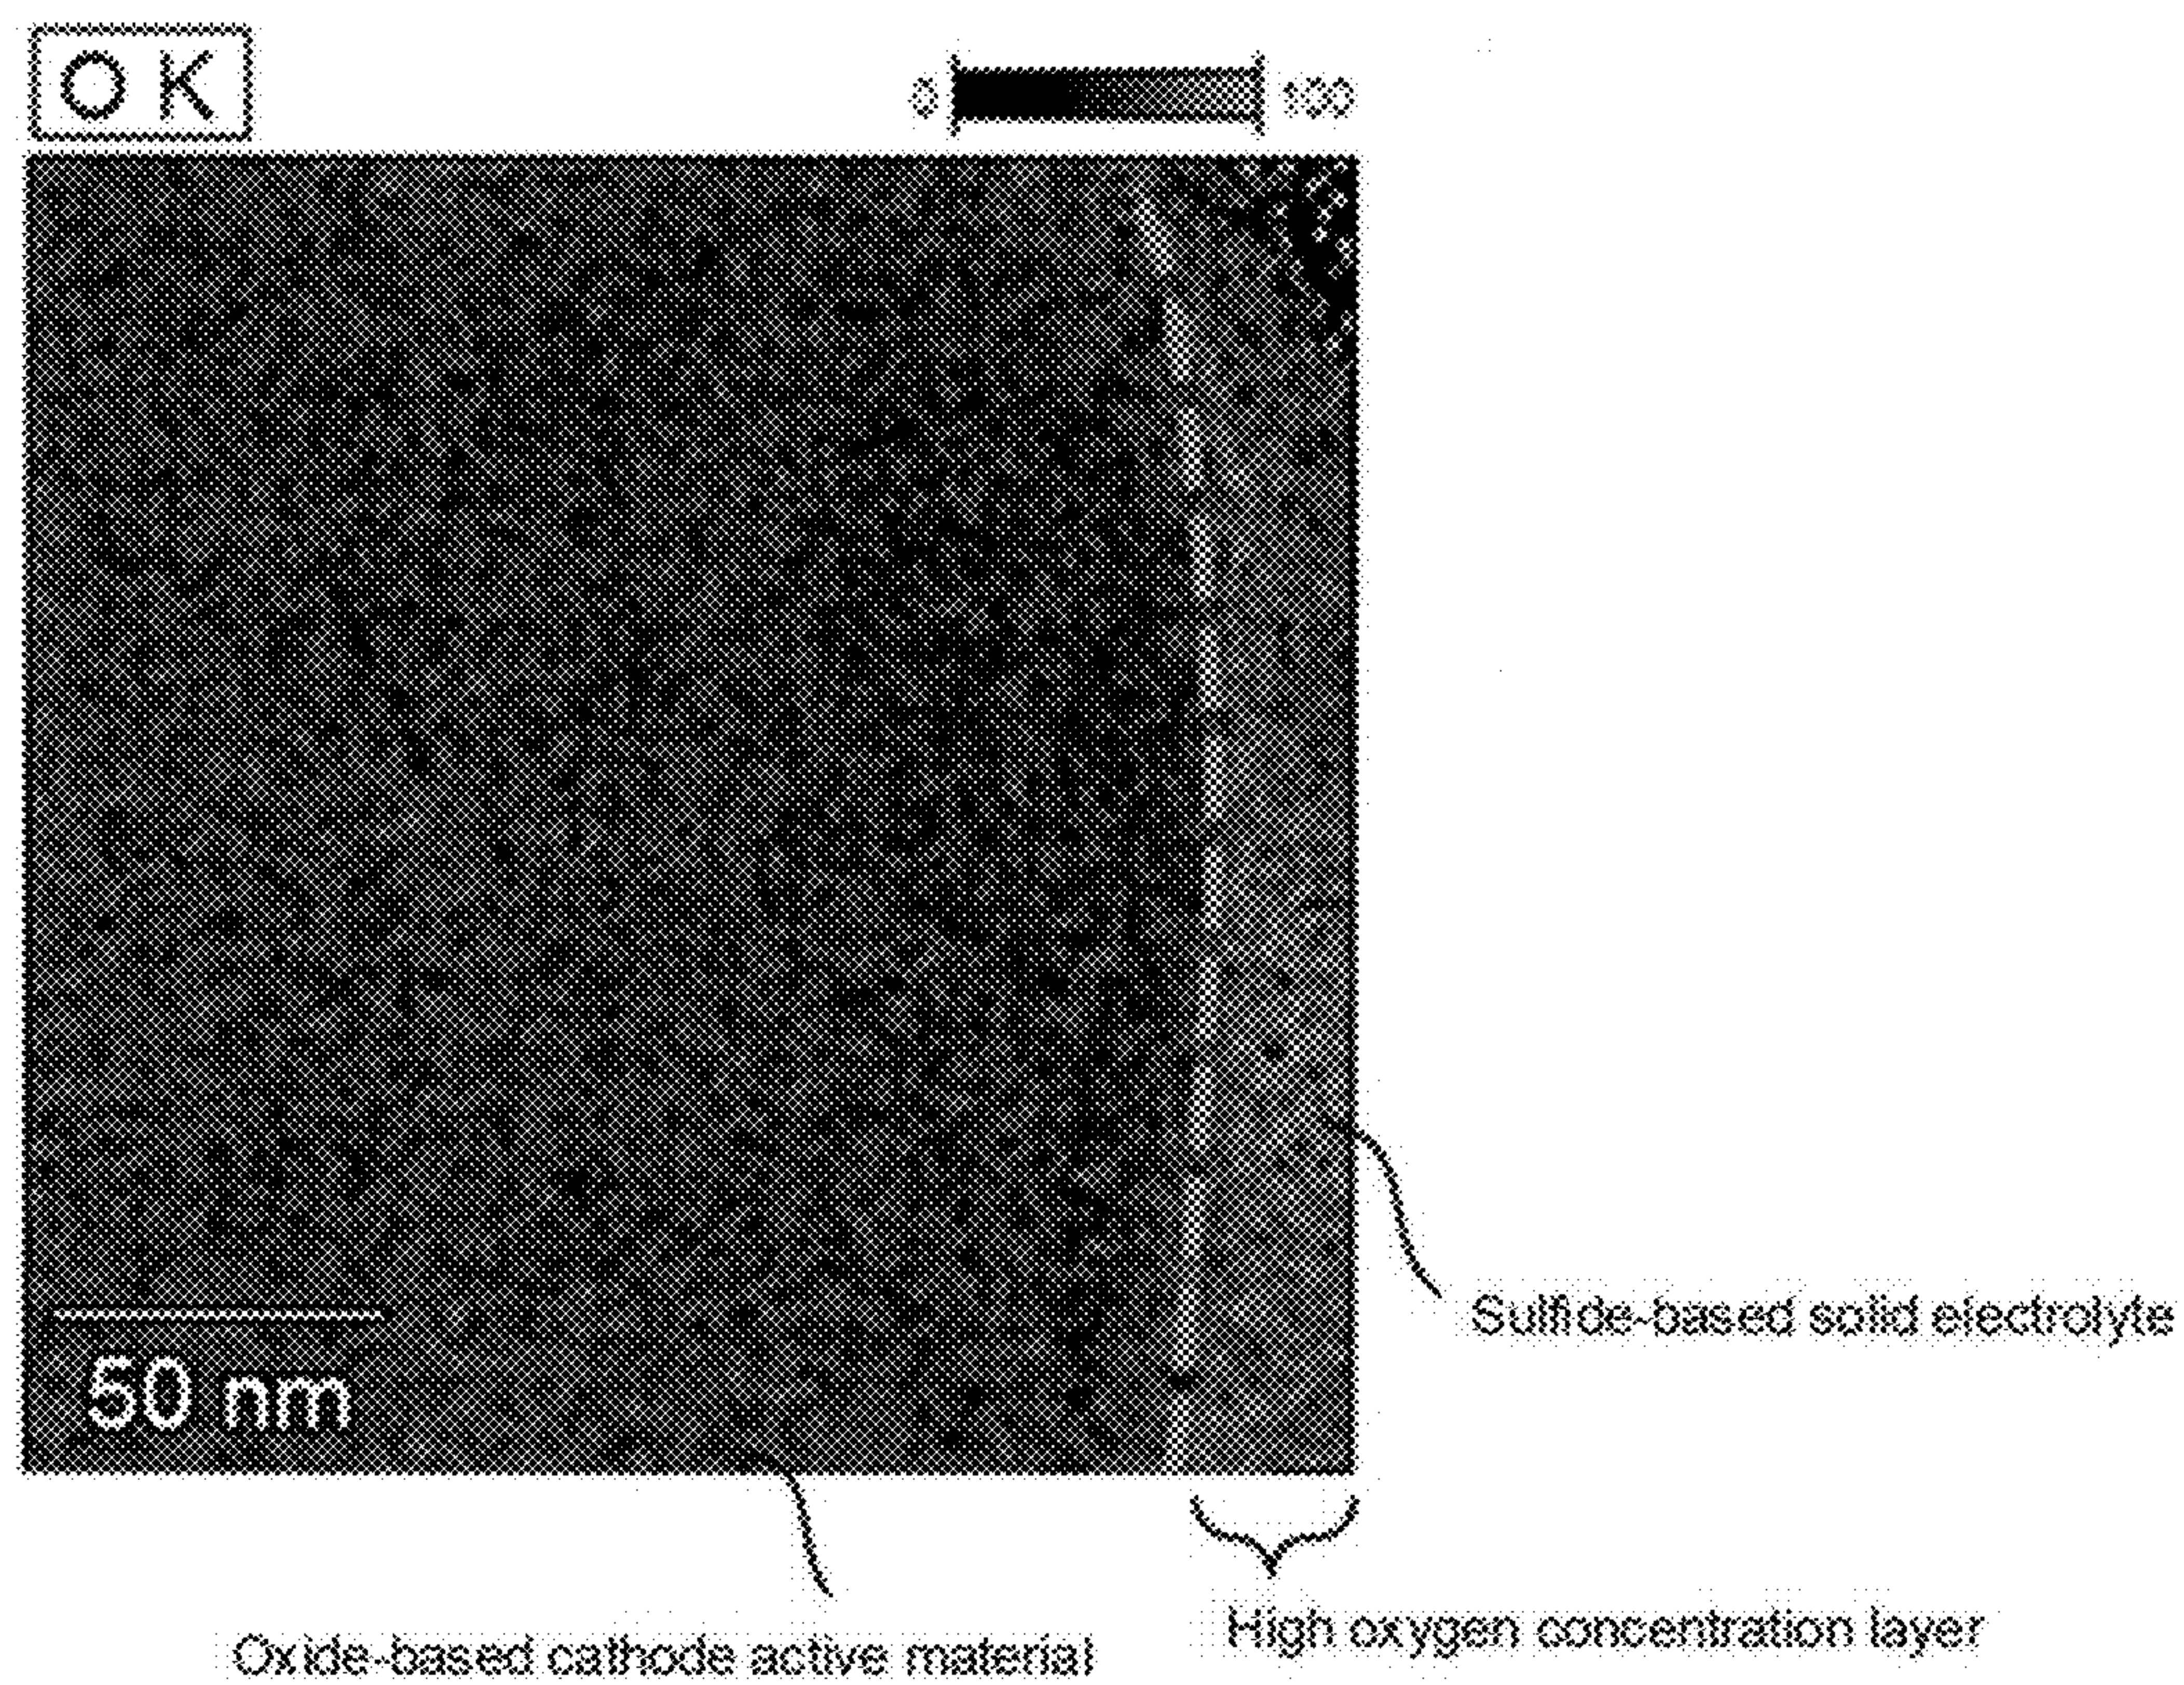 O K
0 100
50 nm
Sulfide-based solid electrolyte
High oxygen concentration layer
Oxide-based cathode active material